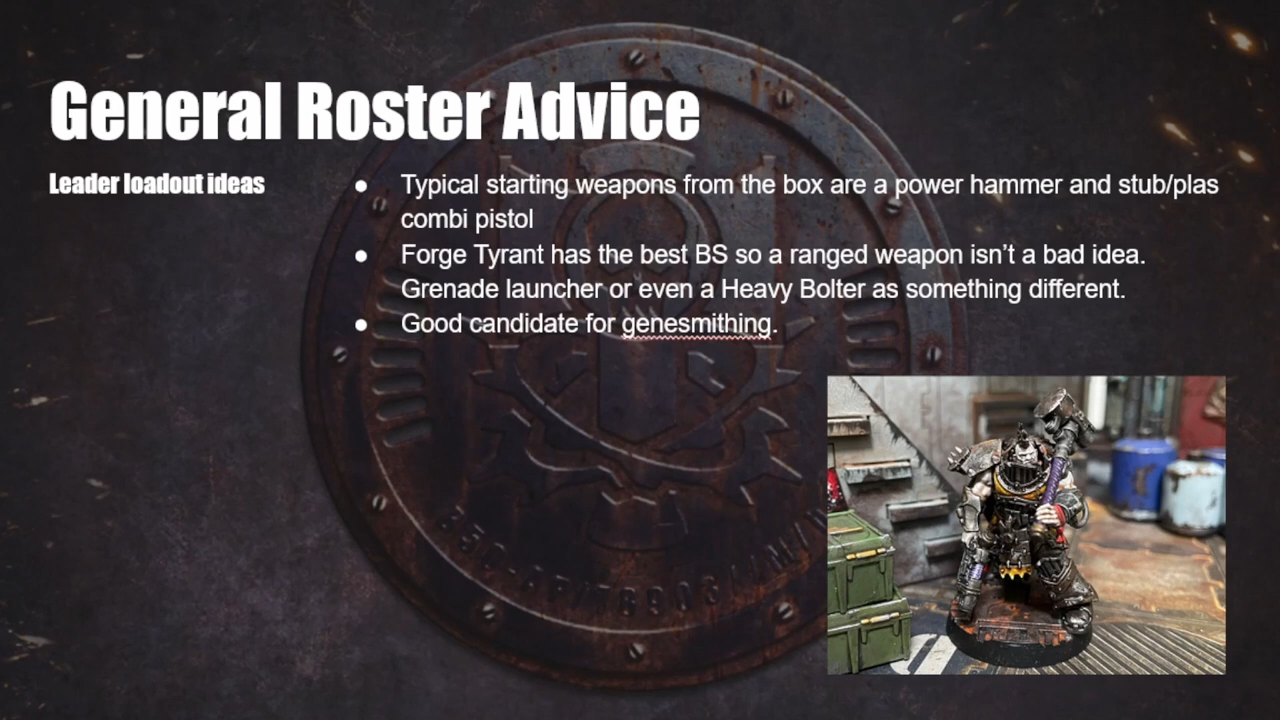 General Roster Advice
Leader loadout ideas
● Typical starting weapons from the box are a power hammer and stub/plas
combi pistol
● Forge Tyrant has the best BS so a ranged weapon isn’t a bad idea.
Grenade launcher or even a Heavy Bolter as something different.
● Good candidate for genesmithing.